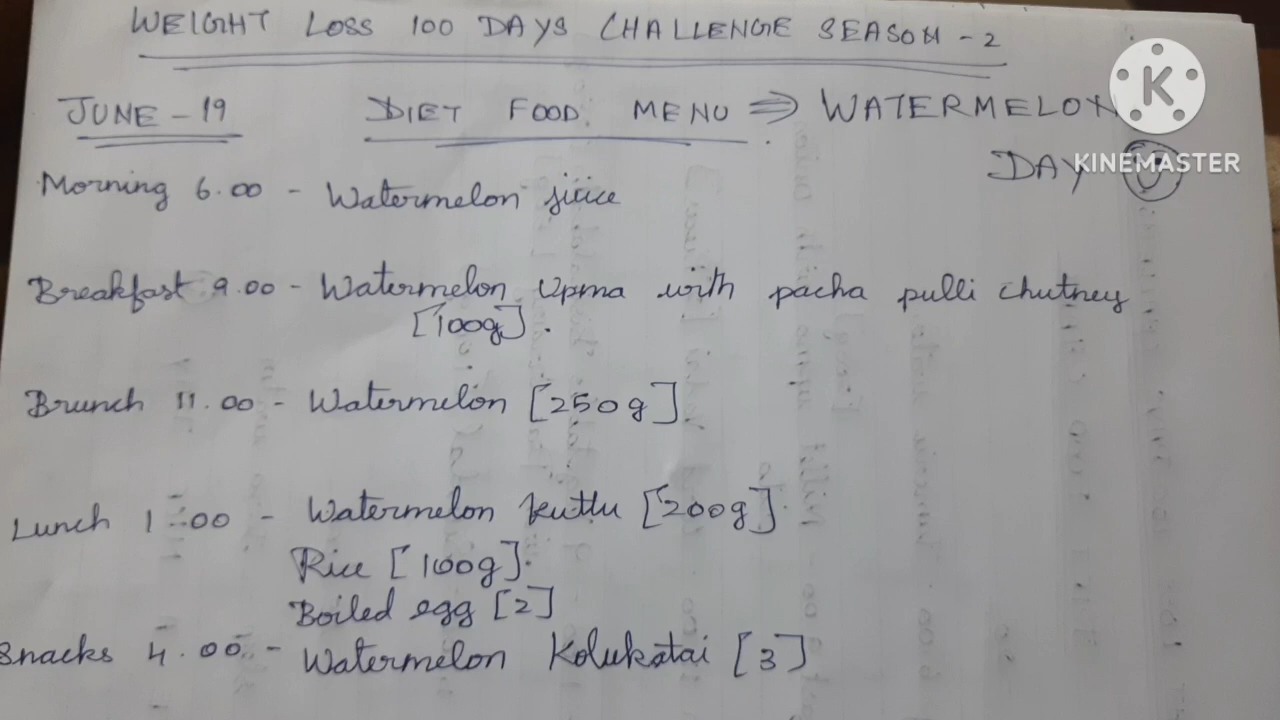 WEIGHT LOSS 100 DAYS CHALLENGE SEASON - 2
JUNE - 19 DIET FOOD MENU ⇒ WATERMELON
DAY
K
KINEMASTER
Morning 6.00 - Watermelon juice
Breakfast 9.00 - Watermelon Upma with pacha pulli chutney
[100g].
Brunch 11.00 - Watermelon [250g]
Lunch 1.00 - Watermelon kuttu [200g]
Rice [100g].
Boiled egg [2]
Snacks 4.00 - Watermelon Kolukatai [3]